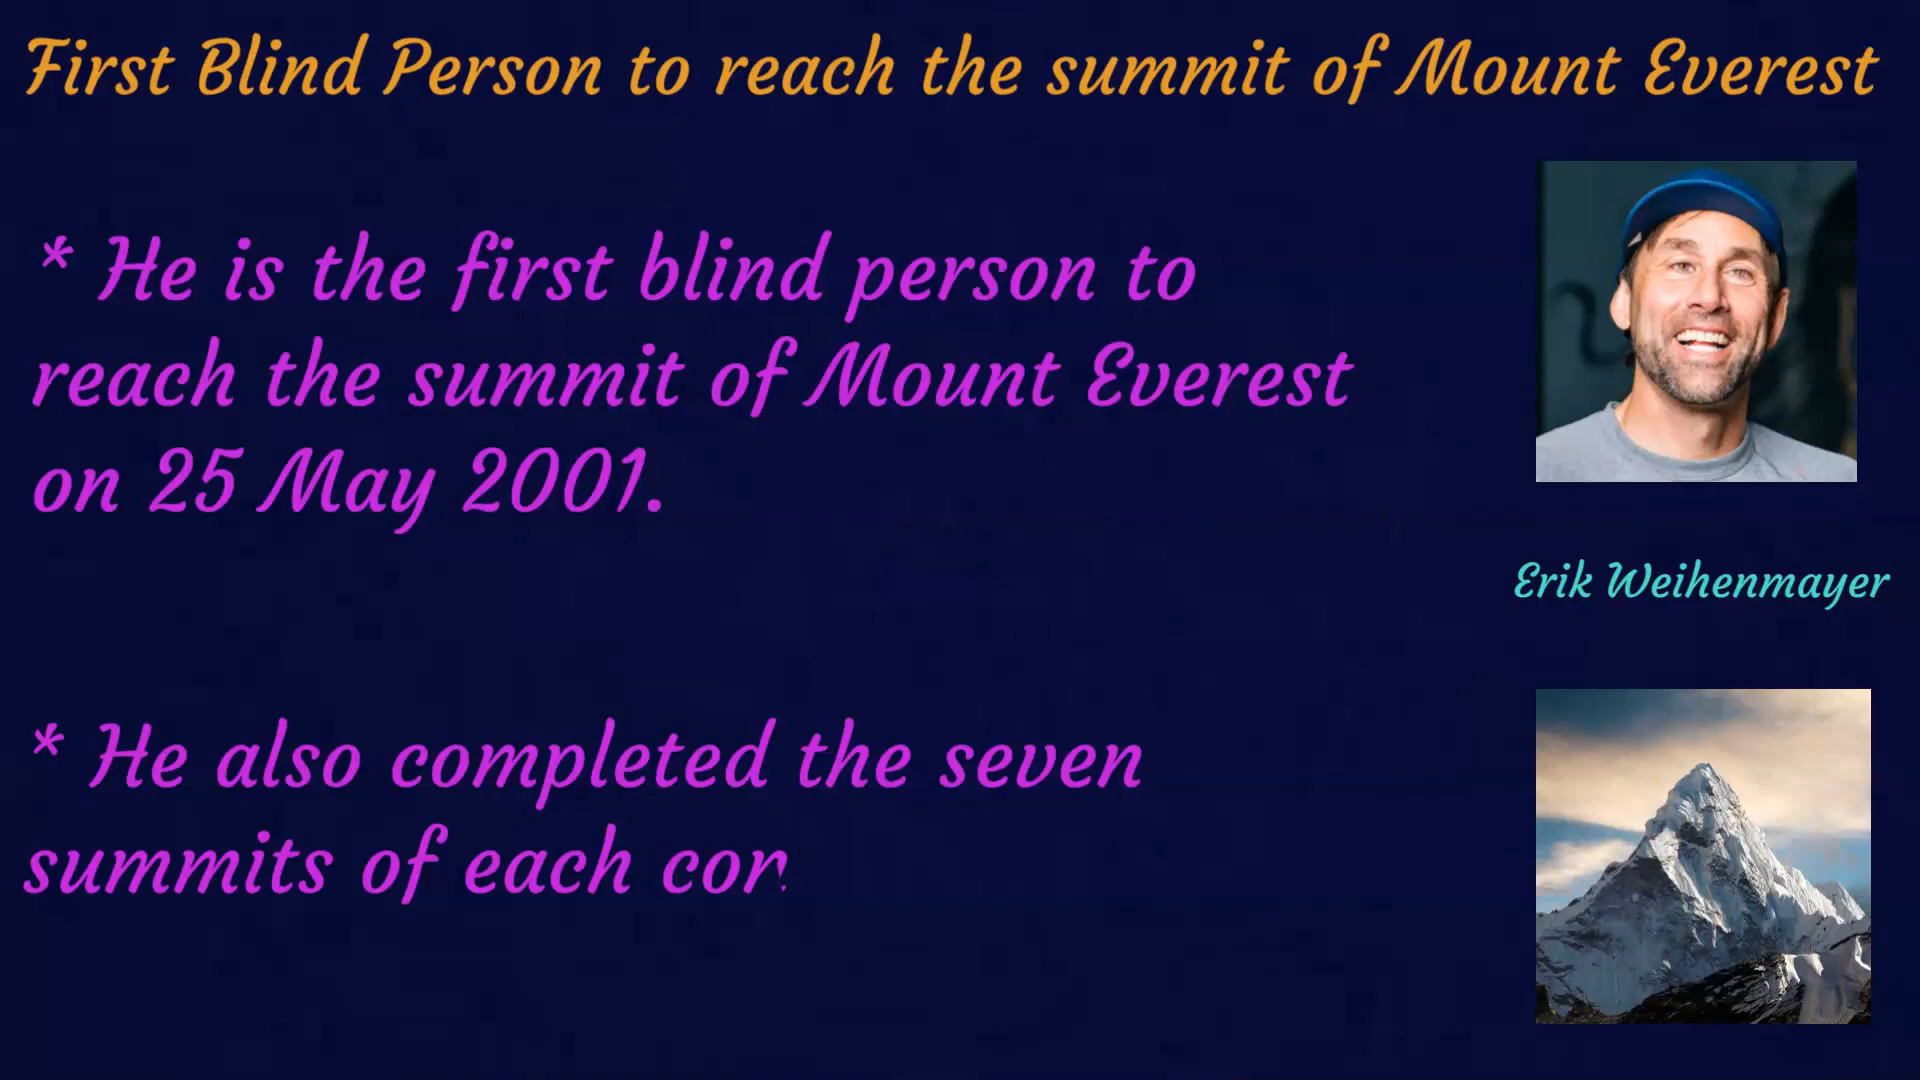 First Blind Person to reach the summit of Mount Everest
* He is the first blind person to
reach the summit of Mount Everest
on 25 May 2001.
Erik Weihenmayer
* He also completed the seven
summits of each